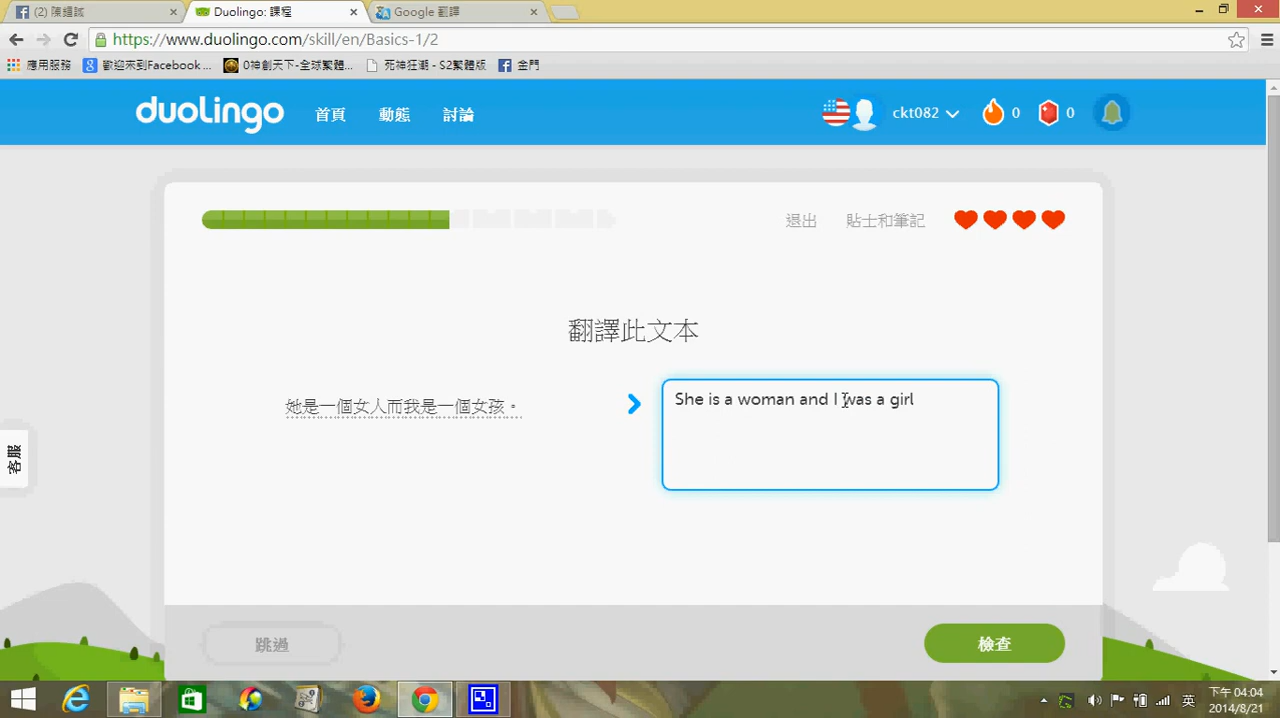 (2) 陳縕誠
Duolingo: 課程
Google 翻譯
https://www.duolingo.com/skill/en/Basics-1/2
應用服務
歡迎來到Facebook...
0神創天下-全球繁體...
死神狂潮 - S2繁體版
金門
duolingo
首頁
動態
討論
ckt082
0
0
退出
貼士和筆記
翻譯此文本
她是一個女人而我是一個女孩。
She is a woman and I was a girl
客服
跳過
檢查
英
下午 04:04
2014/8/21